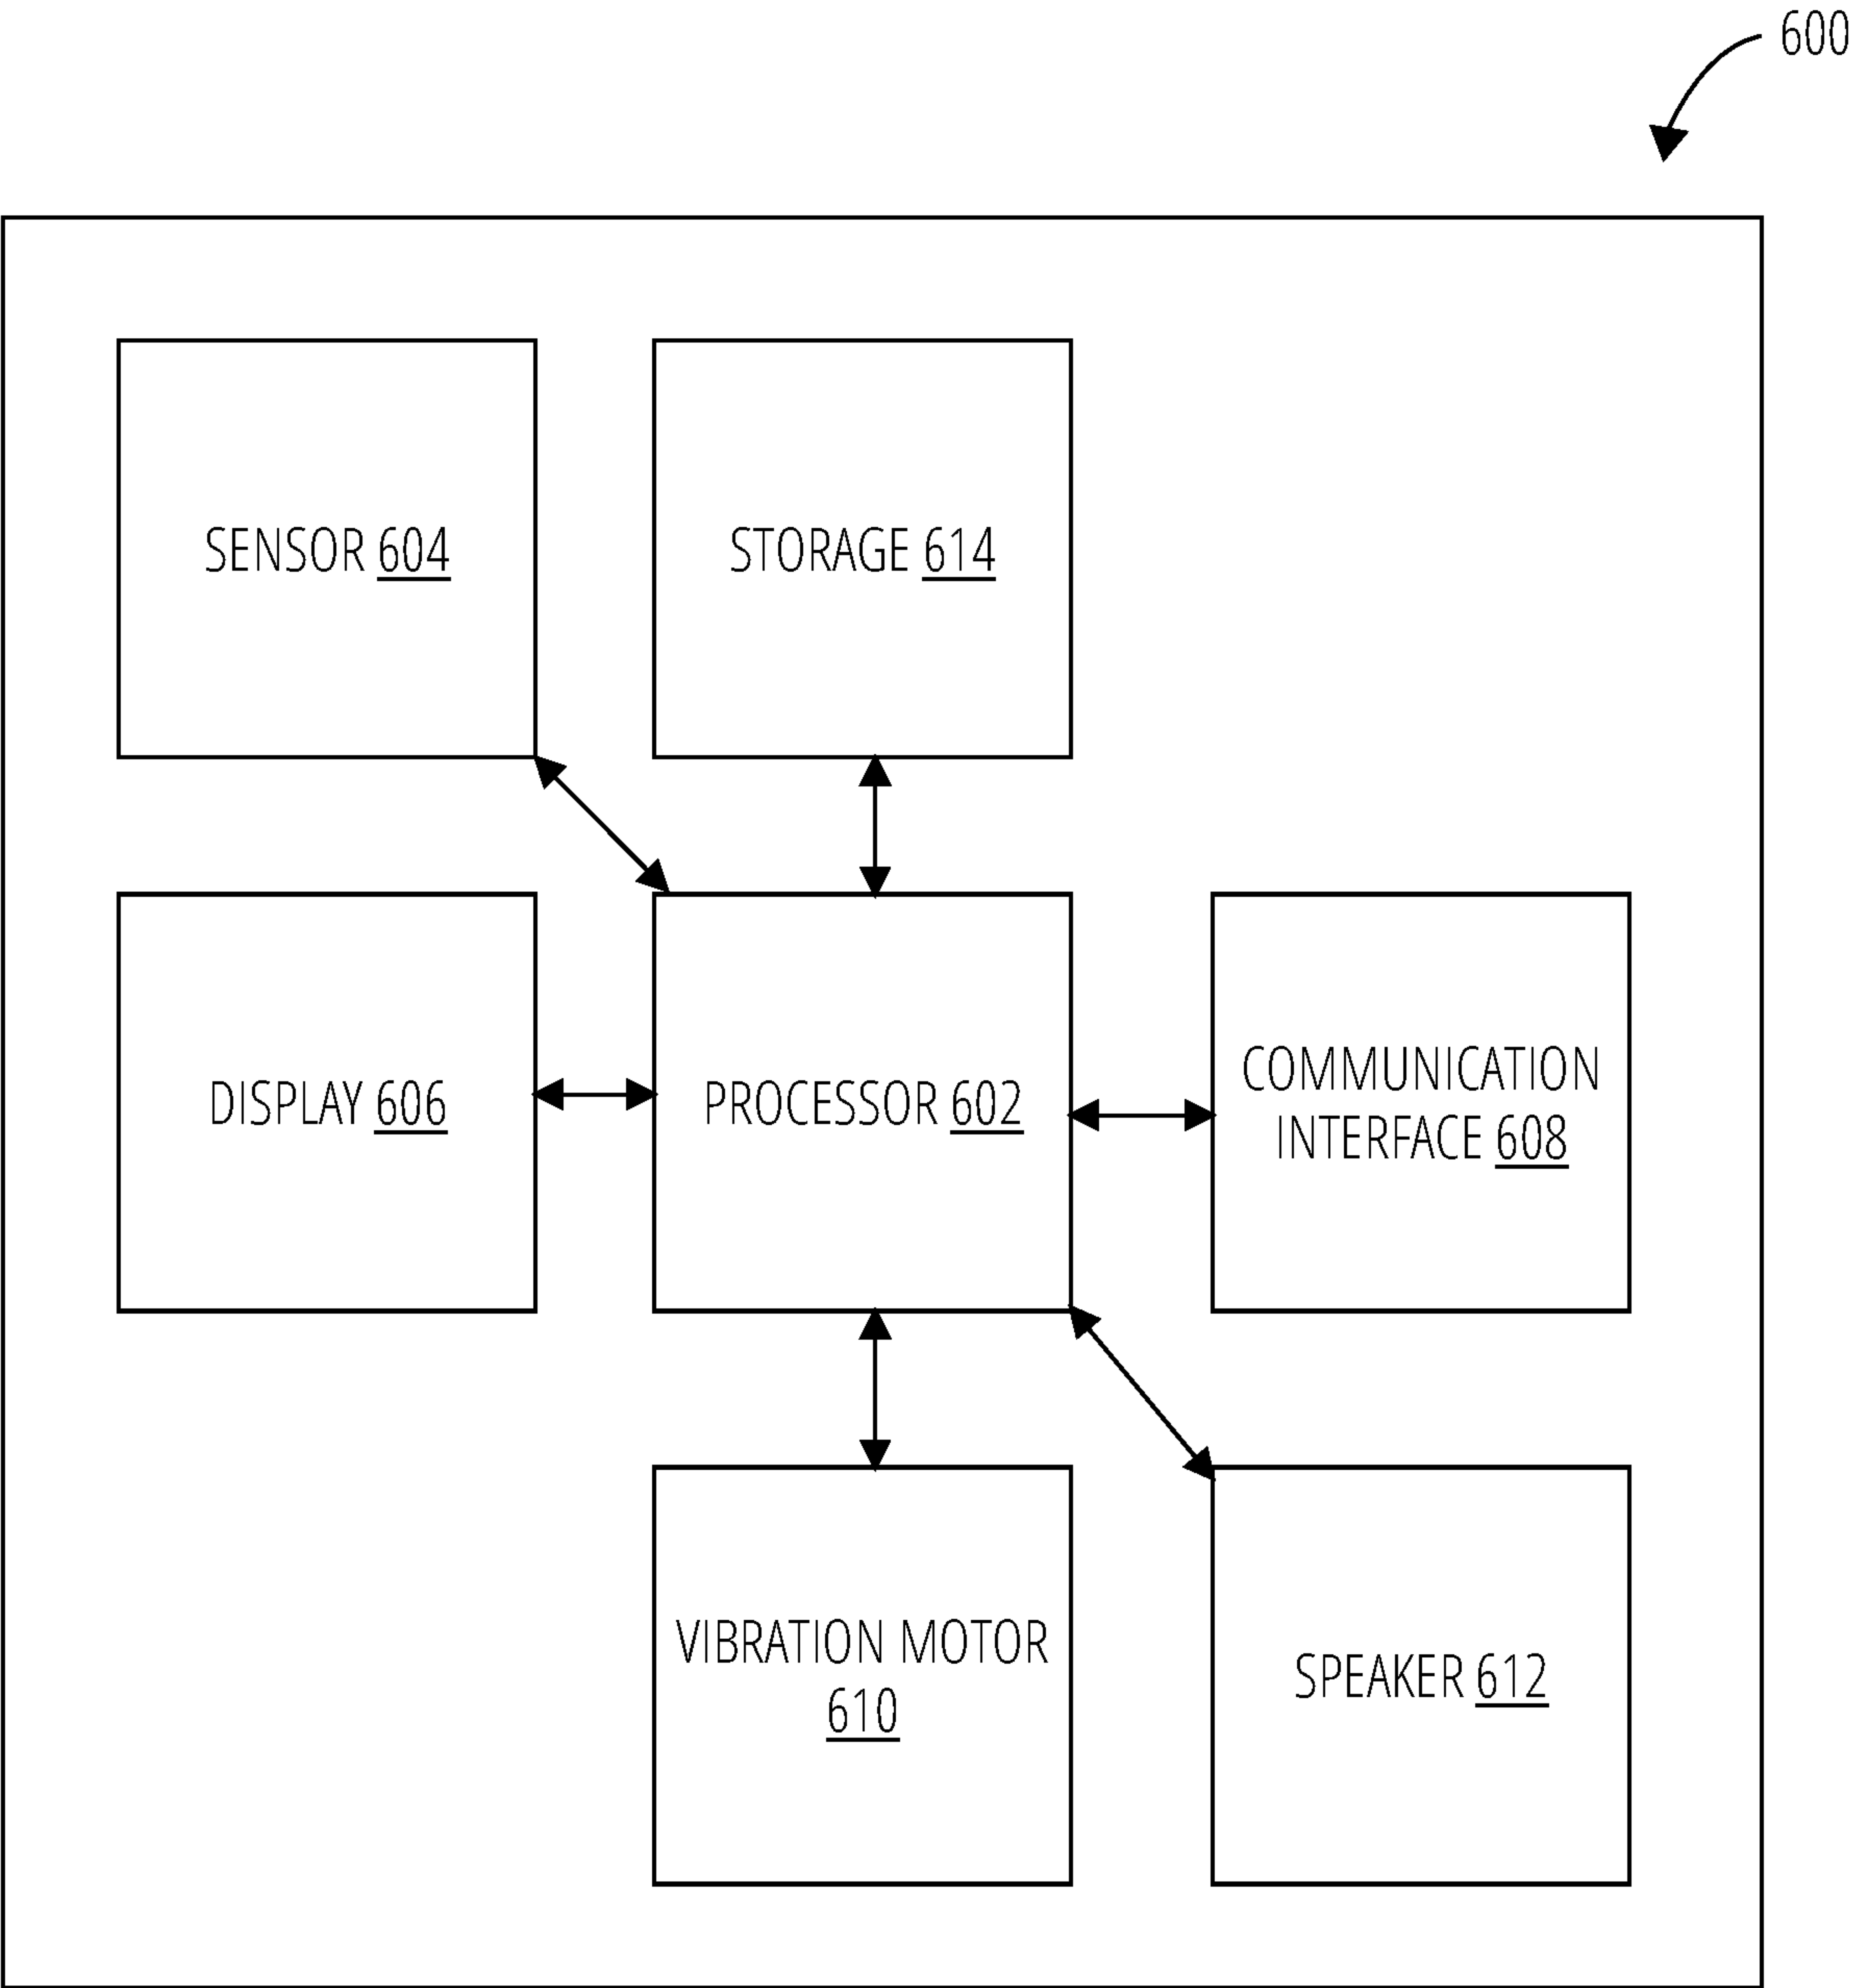 600
SENSOR 604
STORAGE 614
DISPLAY 606
PROCESSOR 602
COMMUNICATION
INTERFACE 608
VIBRATION MOTOR
610
SPEAKER 612